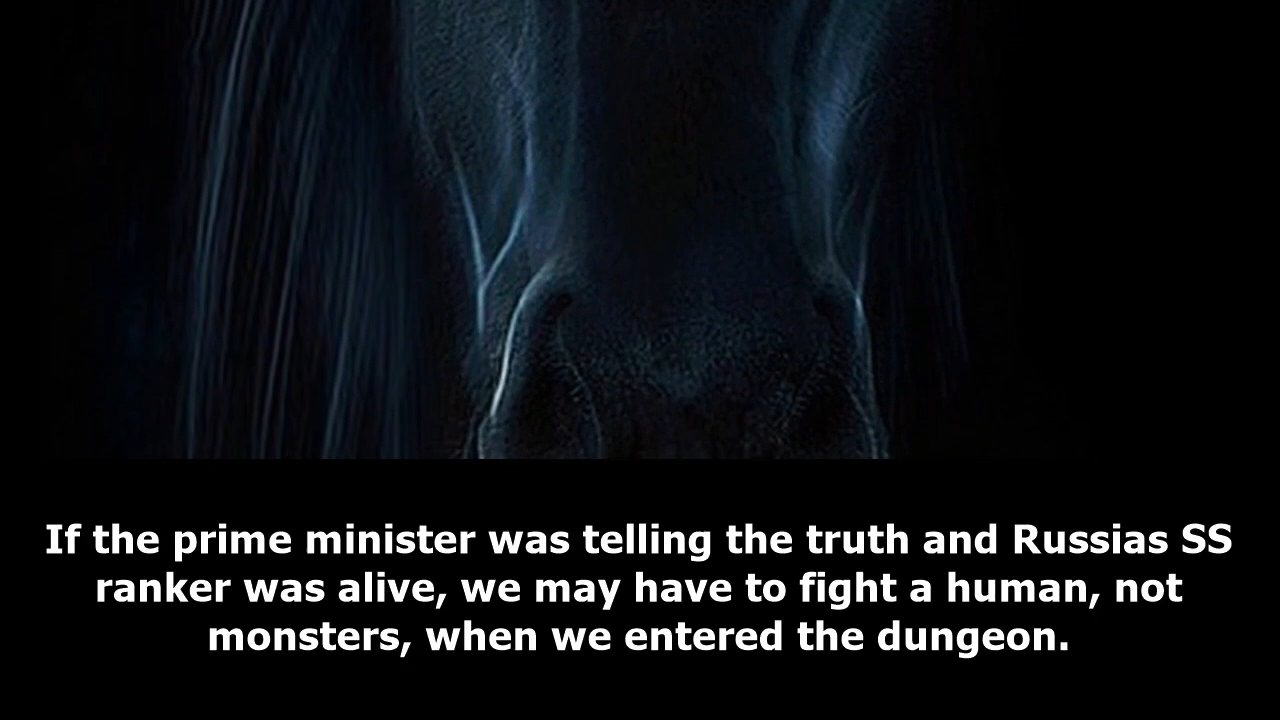 If the prime minister was telling the truth and Russias SS
ranker was alive, we may have to fight a human, not
monsters, when we entered the dungeon.